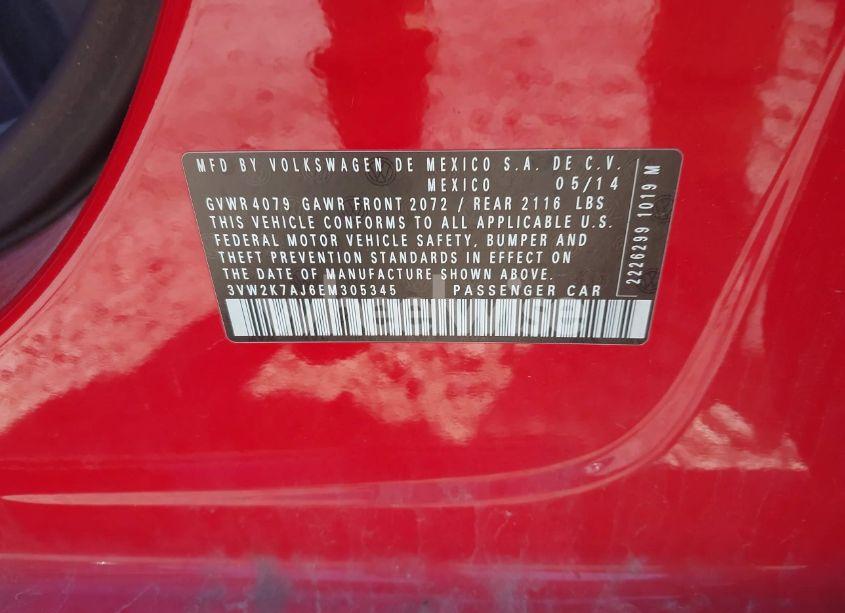 MFD BY VOLKSWAGEN DE MEXICO S.A. DE C.V.
MEXICO 05/14
GVWR 4079 GAWR FRONT 2072 / REAR 2116 LBS
THIS VEHICLE CONFORMS TO ALL APPLICABLE U.S.
FEDERAL MOTOR VEHICLE SAFETY, BUMPER AND
THEFT PREVENTION STANDARDS IN EFFECT ON
THE DATE OF MANUFACTURE SHOWN ABOVE.
3VW2K7AJ6EM305345 PASSENGER CAR
2226299 1019 M